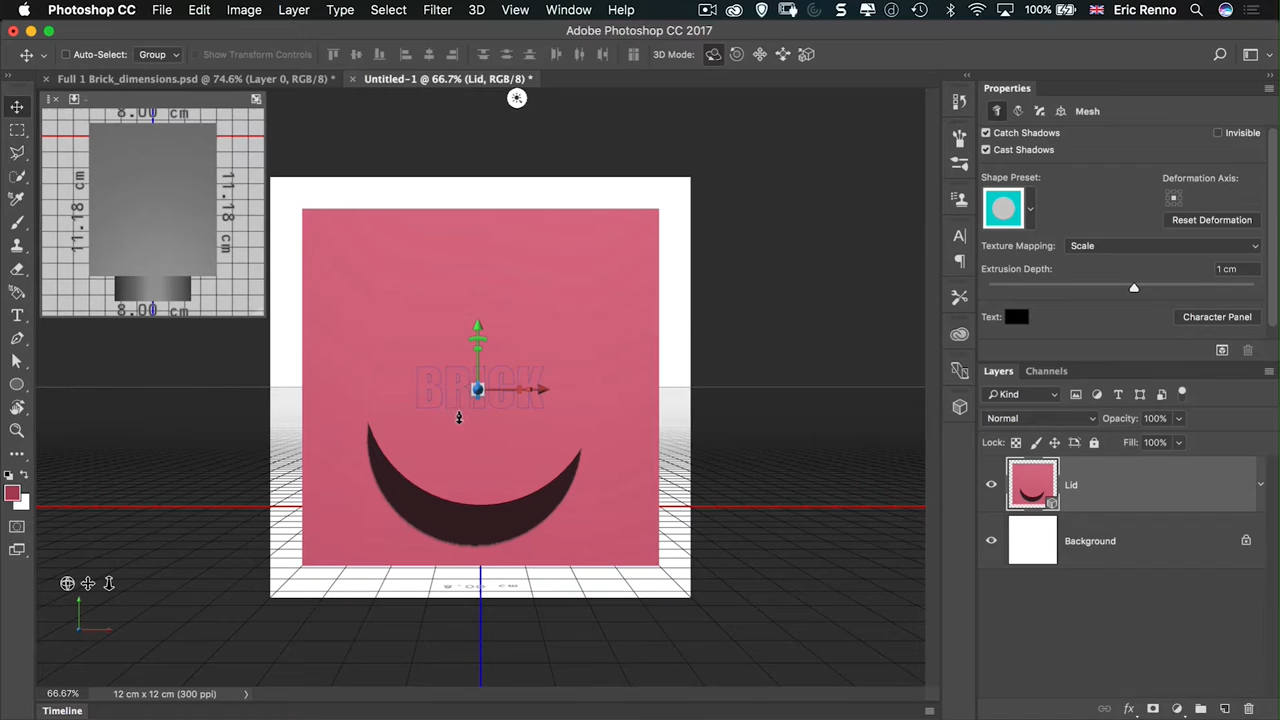 Photoshop CC File Edit Image Layer Type Select Filter 3D View Window Help 100% Eric Renno
Adobe Photoshop CC 2017
Auto-Select: Group Show Transform Controls 3D Mode:
Full 1 Brick_dimensions.psd @ 74.6% (Layer 0, RGB/8) * Untitled-1 @ 66.7% (Lid, RGB/8) *
Properties
Mesh
8.00 cm
Catch Shadows Invisible
Cast Shadows
Shape Preset: Deformation Axis:
11.18 cm 11.18 cm
Reset Deformation
Texture Mapping: Scale
Extrusion Depth: 1 cm
8.00 cm
Text: Character Panel
Layers Channels
BRICK
Kind
Normal Opacity: 100%
Lock: Fill: 100%
Lid
Background
8.00 cm
66.67% 12 cm x 12 cm (300 ppi)
Timeline